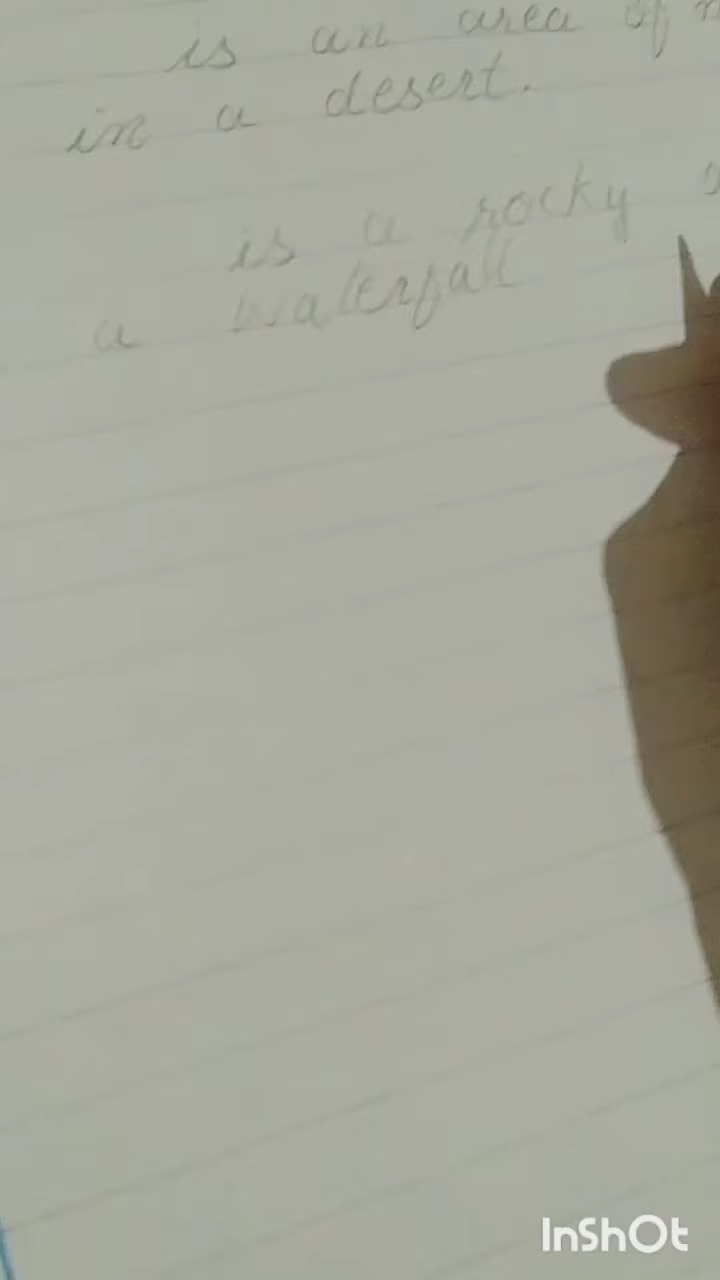 is an area of
in a desert.
is a rocky
a waterfall
InShOt